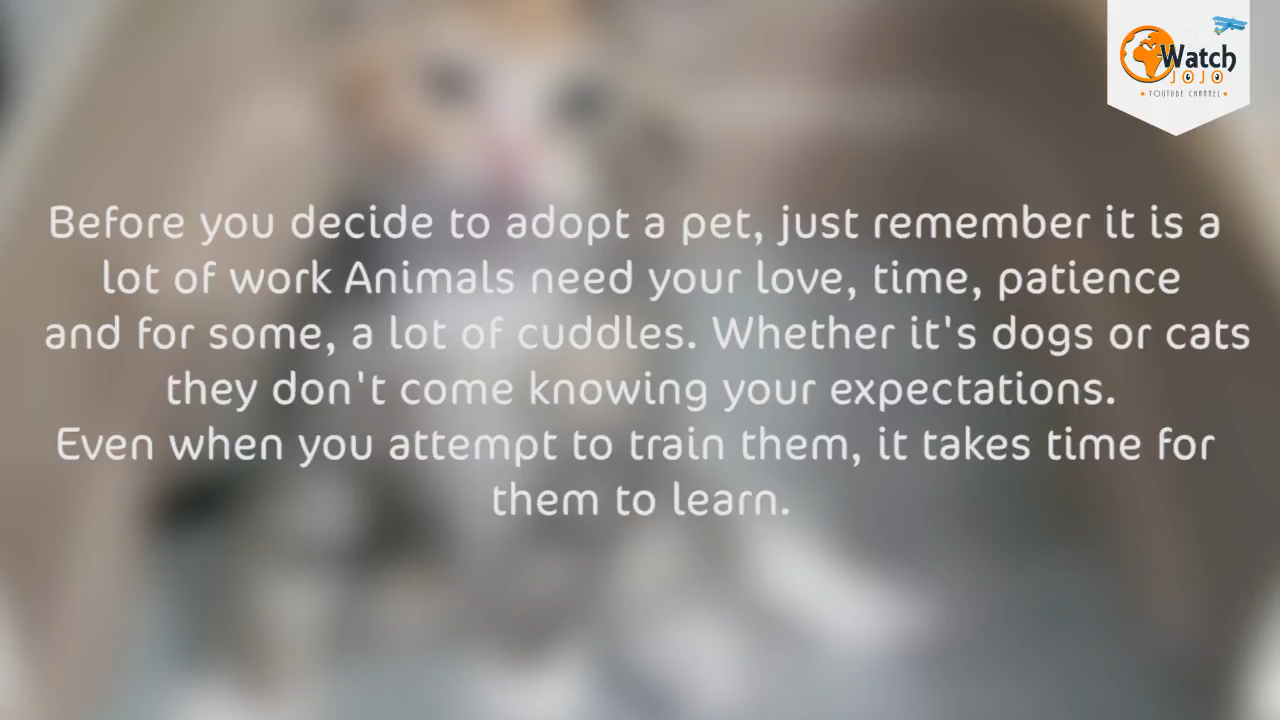 Watch
JOJO
YOUTUBE CHANNEL
Before you decide to adopt a pet, just remember it is a
lot of work Animals need your love, time, patience
and for some, a lot of cuddles. Whether it's dogs or cats
they don't come knowing your expectations.
Even when you attempt to train them, it takes time for
them to learn.